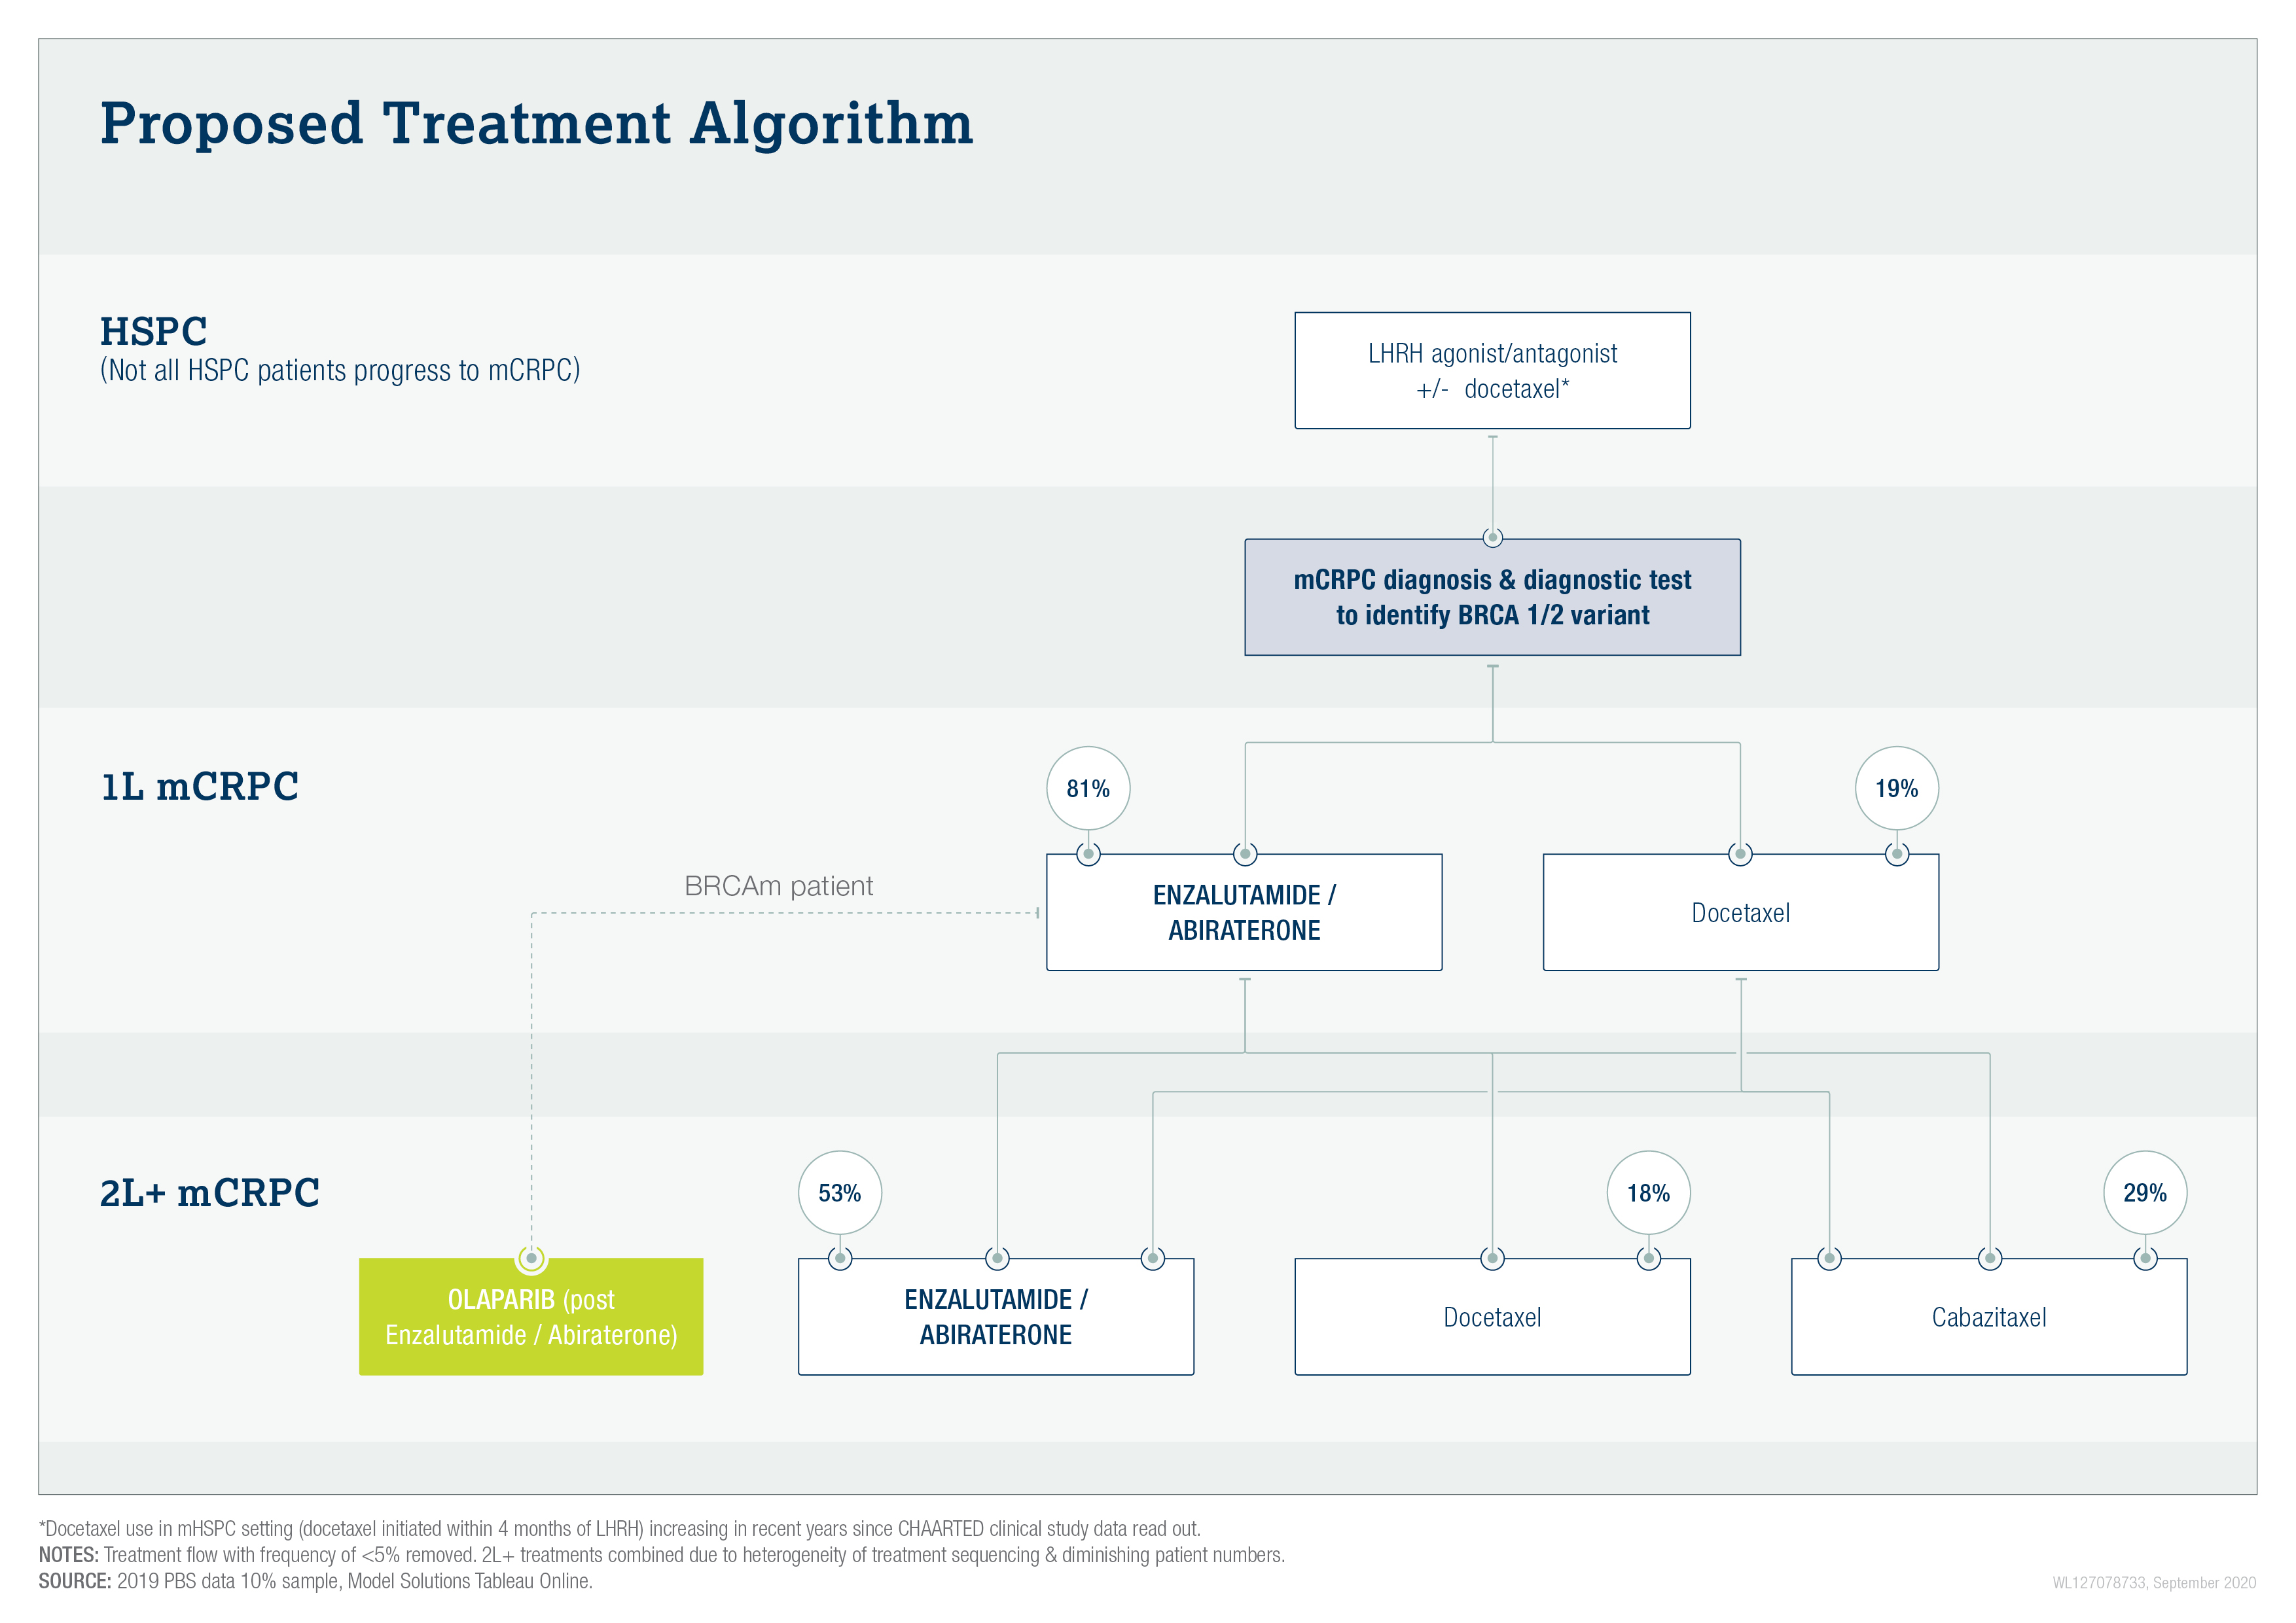 Proposed Treatment Algorithm
HSPC
(Not all HSPC patients progress to mCRPC)
LHRH agonist/antagonist
+/- docetaxel*
mCRPC diagnosis & diagnostic test
to identify BRCA 1/2 variant
1L mCRPC
81%
19%
BRCAm patient
ENZALUTAMIDE /
ABIRATERONE
Docetaxel
2L+ mCRPC
53%
18%
29%
OLAPARIB (post
Enzalutamide / Abiraterone)
ENZALUTAMIDE /
ABIRATERONE
Docetaxel
Cabazitaxel
*Docetaxel use in mHSPC setting (docetaxel initiated within 4 months of LHRH) increasing in recent years since CHAARTED clinical study data read out.
NOTES: Treatment flow with frequency of <5% removed. 2L+ treatments combined due to heterogeneity of treatment sequencing & diminishing patient numbers.
SOURCE: 2019 PBS data 10% sample, Model Solutions Tableau Online.
WL127078733, September 2020